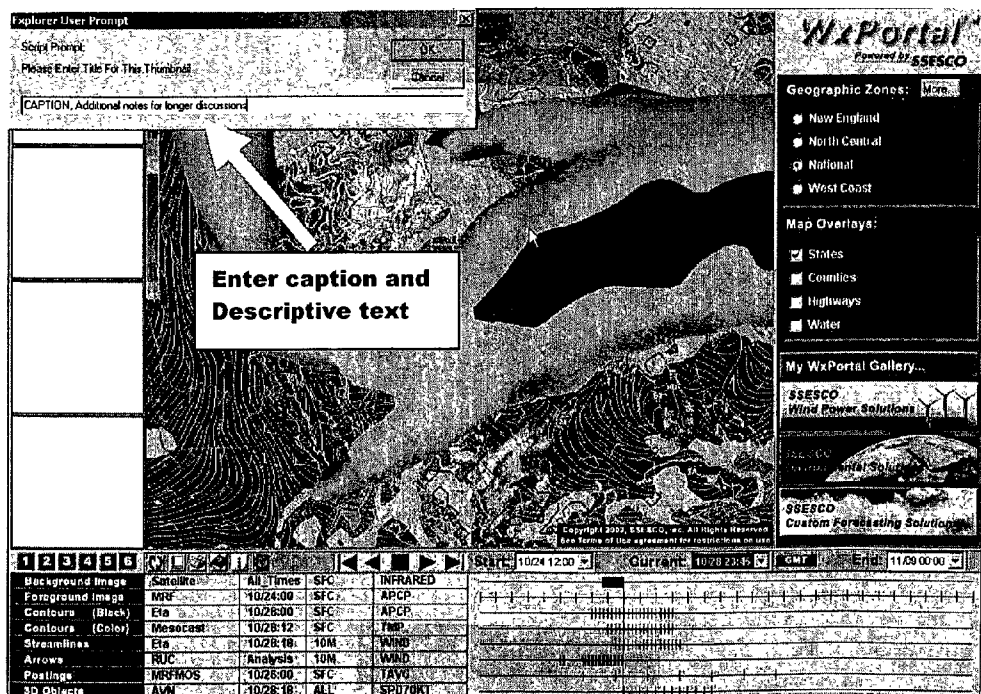 Explorer User Prompt
Script Prompt:
Please Enter Title For This Thumbnail
OK
Cancel
CAPTION, Additional notes for longer discussions
Enter caption and
Descriptive text
WxPortal
Powered by SSESCO
Geographic Zones: More...
New England
North Central
National
West Coast
Map Overlays:
States
Counties
Highways
Water
My WxPortal Gallery...
SSESCO
Wind Power Solutions
SSESCO
SSESCO
Custom Forecasting Solutions
Copyright 2002, SSESCO, Inc. All Rights Reserved
See Terms of Use agreement for restrictions on use
1 2 3 4 5 6
Start: 10/24 12:00 Current: 10/28 23:45 GMT End: 11/09 00:00
Background Image Satellite All Times SFC INFRARED
Foreground Image MRF 10/24:00 SFC APCP
Contours (Black) Eta 10/26:00 SFC APCP
Contours (Color) Mesocast 10/28:12 SFC TMP
Streamlines Eta 10/28:18 10M WIND
Arrows RUC Analysis 10M WIND
Postings MRFMOS 10/26:00 SFC TAVG
3D Objects AVN 10/28:18 ALL